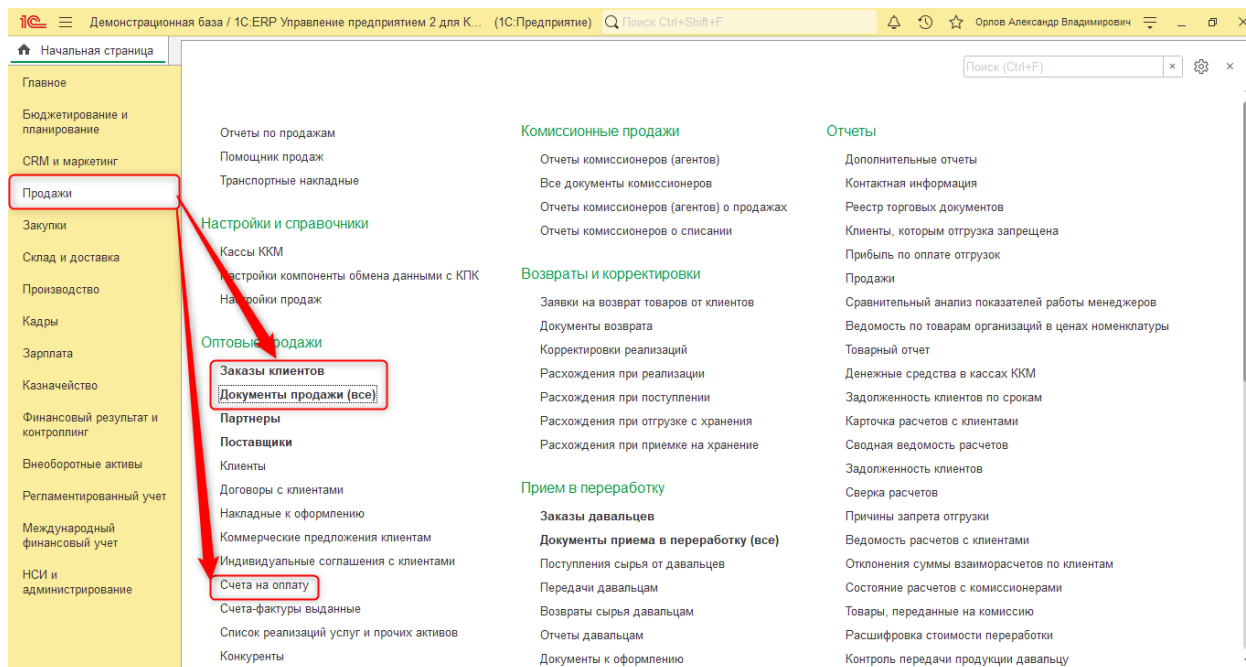 1С Демонстрационная база / 1С:ERP Управление предприятием 2 для К... (1С:Предприятие) Поиск Ctrl+Shift+F Орлов Александр Владимирович
Начальная страница
Поиск (Ctrl+F)
Главное
Бюджетирование и
планирование
CRM и маркетинг
Продажи
Закупки
Склад и доставка
Производство
Кадры
Зарплата
Казначейство
Финансовый результат и
контроллинг
Внеоборотные активы
Регламентированный учет
Международный
финансовый учет
НСИ и
администрирование
Отчеты по продажам
Помощник продаж
Транспортные накладные
Настройки и справочники
Кассы ККМ
Настройки компоненты обмена данными с КПК
Настройки продаж
Оптовые продажи
Заказы клиентов
Документы продажи (все)
Партнеры
Поставщики
Клиенты
Договоры с клиентами
Накладные к оформлению
Коммерческие предложения клиентам
Индивидуальные соглашения с клиентами
Счета на оплату
Счета-фактуры выданные
Список реализаций услуг и прочих активов
Конкуренты
Комиссионные продажи
Отчеты комиссионеров (агентов)
Все документы комиссионеров
Отчеты комиссионеров (агентов) о продажах
Отчеты комиссионеров о списании
Возвраты и корректировки
Заявки на возврат товаров от клиентов
Документы возврата
Корректировки реализаций
Расхождения при реализации
Расхождения при поступлении
Расхождения при отгрузке с хранения
Расхождения при приемке на хранение
Прием в переработку
Заказы давальцев
Документы приема в переработку (все)
Поступления сырья от давальцев
Передачи давальцам
Возвраты сырья давальцам
Отчеты давальцам
Документы к оформлению
Отчеты
Дополнительные отчеты
Контактная информация
Реестр торговых документов
Клиенты, которым отгрузка запрещена
Прибыль по оплате отгрузок
Продажи
Сравнительный анализ показателей работы менеджеров
Ведомость по товарам организаций в ценах номенклатуры
Товарный отчет
Денежные средства в кассах ККМ
Задолженность клиентов по срокам
Карточка расчетов с клиентами
Сводная ведомость расчетов
Задолженность клиентов
Сверка расчетов
Причины запрета отгрузки
Ведомость расчетов с клиентами
Отклонения суммы взаиморасчетов по клиентам
Состояние расчетов с комиссионерами
Товары, переданные на комиссию
Расшифровка стоимости переработки
Контроль передачи продукции давальцу